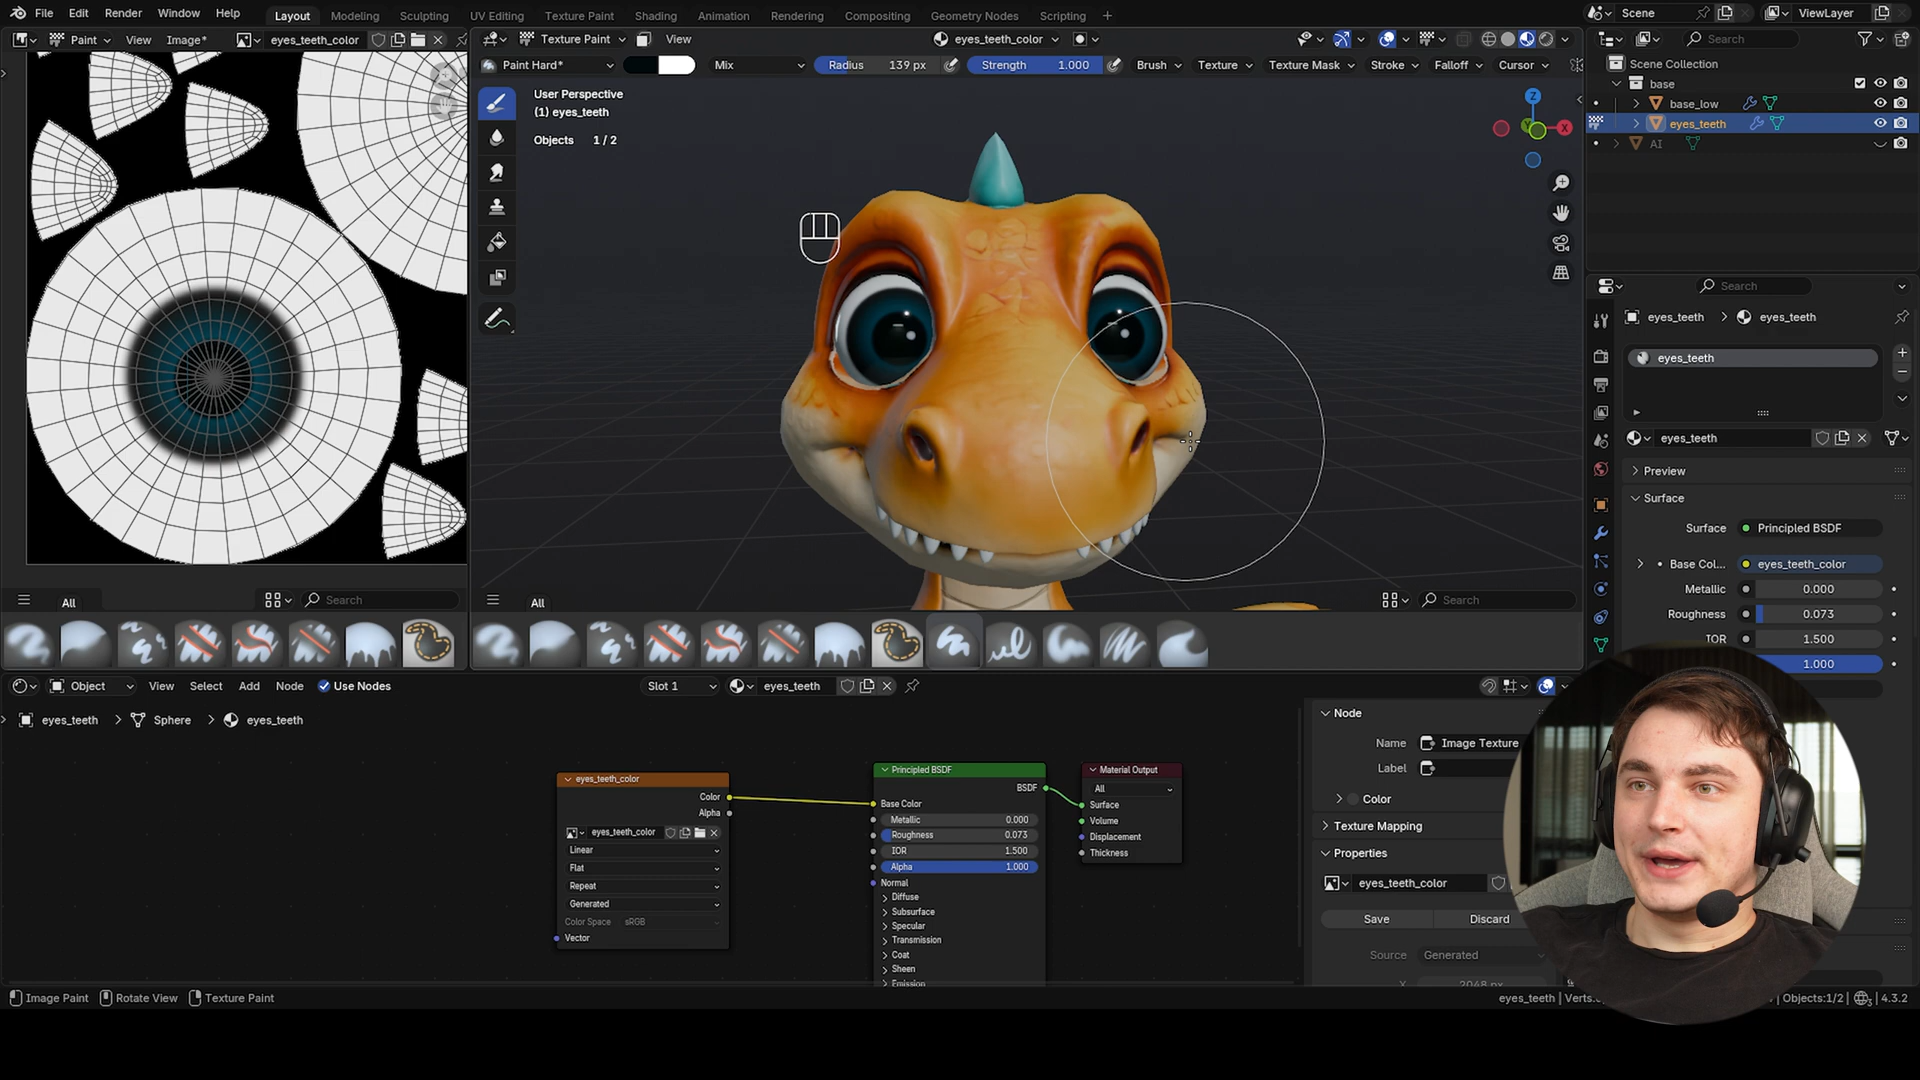 File Edit Render Window Help Layout Modeling Sculpting UV Editing Texture Paint Shading Animation Rendering Compositing Geometry Nodes Scripting + Scene ViewLayer
Paint View Image* eyes_teeth_color Texture Paint View eyes_teeth_color Search
Paint Hard* Mix Radius 139 px Strength 1.000 Brush Texture Texture Mask Stroke Falloff Cursor
Scene Collection
base
base_low
eyes_teeth
AI
User Perspective
(1) eyes_teeth
Objects 1 / 2
Z
X
Search
eyes_teeth > eyes_teeth
eyes_teeth
eyes_teeth
Preview
Surface
Surface Principled BSDF
Base Col... eyes_teeth_color
Metallic 0.000
Roughness 0.073
IOR 1.500
1.000
All Search All Search
Object View Select Add Node Use Nodes Slot 1 eyes_teeth
eyes_teeth > Sphere > eyes_teeth
eyes_teeth_color
Color
Alpha
eyes_teeth_color
Linear
Flat
Repeat
Generated
Color Space sRGB
Vector
Principled BSDF
BSDF
Base Color
Metallic 0.000
Roughness 0.073
IOR 1.500
Alpha 1.000
Normal
Diffuse
Subsurface
Specular
Transmission
Coat
Sheen
Emission
Material Output
All
Surface
Volume
Displacement
Thickness
Node
Name Image Texture
Label
Color
Texture Mapping
Properties
eyes_teeth_color
Save Discard
Source Generated
X 2048 px
Image Paint Rotate View Texture Paint eyes_teeth | Objects:1/2 4.3.2